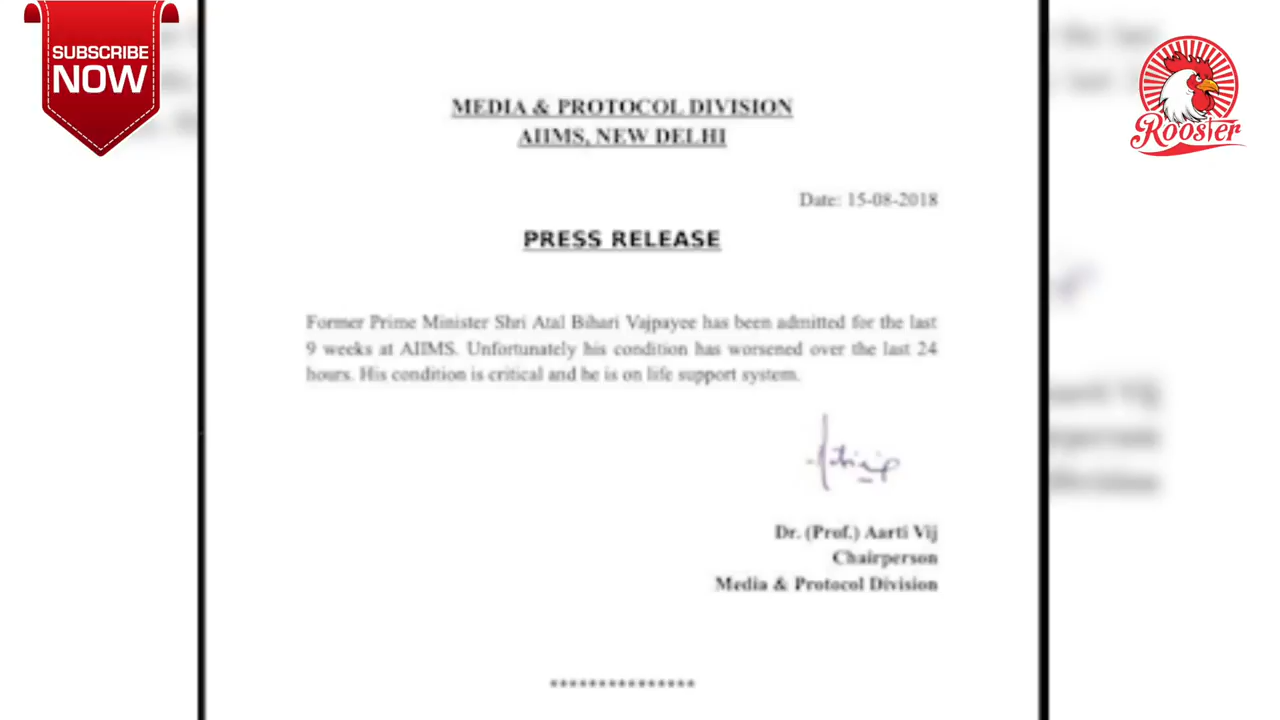 SUBSCRIBE
NOW
Rooster
MEDIA & PROTOCOL DIVISION
AIIMS, NEW DELHI
Date: 15-08-2018
PRESS RELEASE
Former Prime Minister Shri Atal Bihari Vajpayee has been admitted for the last
9 weeks at AIIMS. Unfortunately his condition has worsened over the last 24
hours. His condition is critical and he is on life support system.
Dr. (Prof.) Aarti Vij
Chairperson
Media & Protocol Division
***************